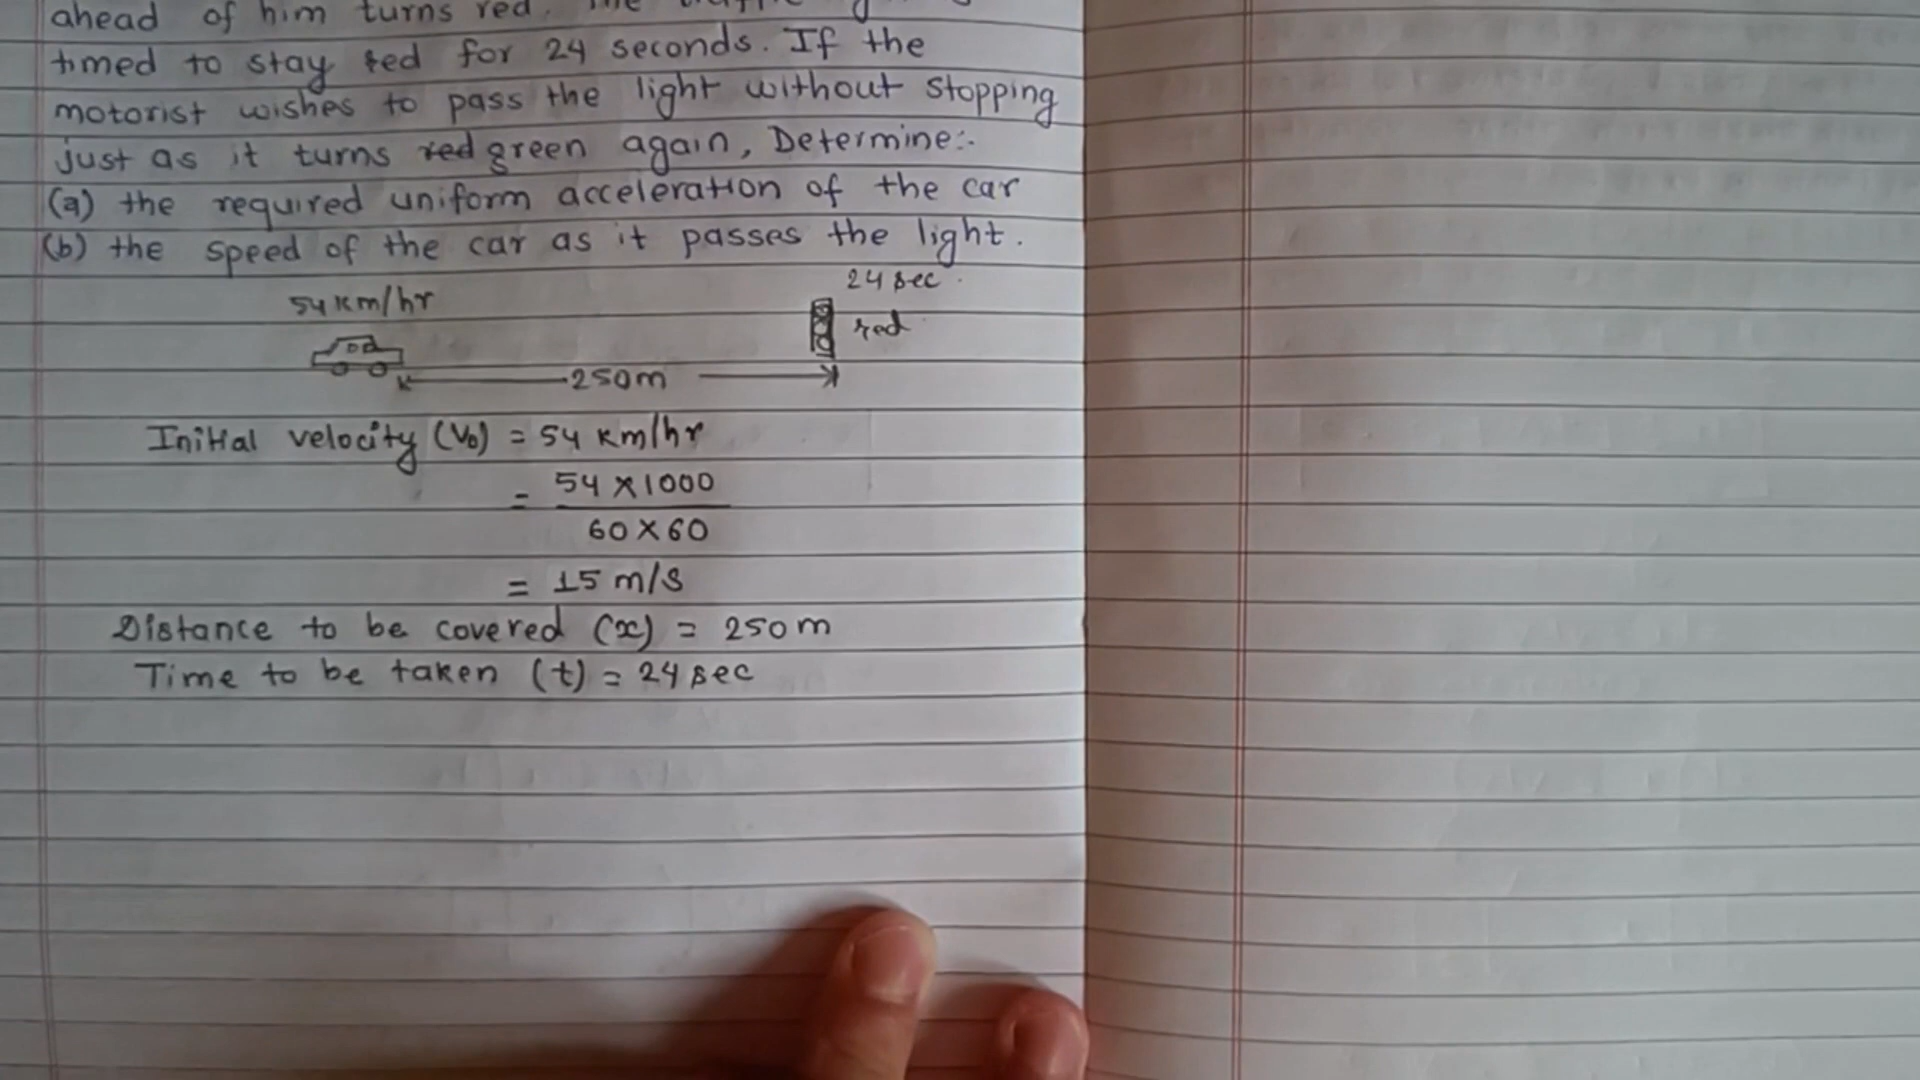 ahead of him turns red. The
timed to stay red for 24 seconds. If the
motorist wishes to pass the light without stopping
just as it turns red green again, Determine:-
(a) the required uniform acceleration of the car
(b) the speed of the car as it passes the light.
24 sec.
54 km/hr
red
250m
Initial velocity (V0) = 54 km/hr
= 54 × 1000
60 × 60
= 15 m/s
Distance to be covered (x) = 250 m
Time to be taken (t) = 24 sec